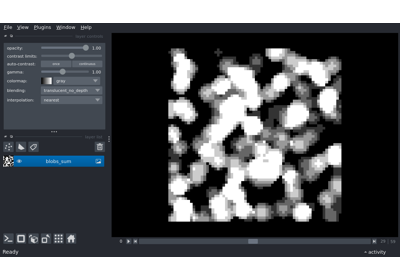 File View Plugins Window Help
opacity: 1.00
contrast limits:
auto-contrast: once continuous
gamma: 1.00
colormap: gray
blending: translucent_no_depth
interpolation: nearest
blobs_sum
Ready
activity